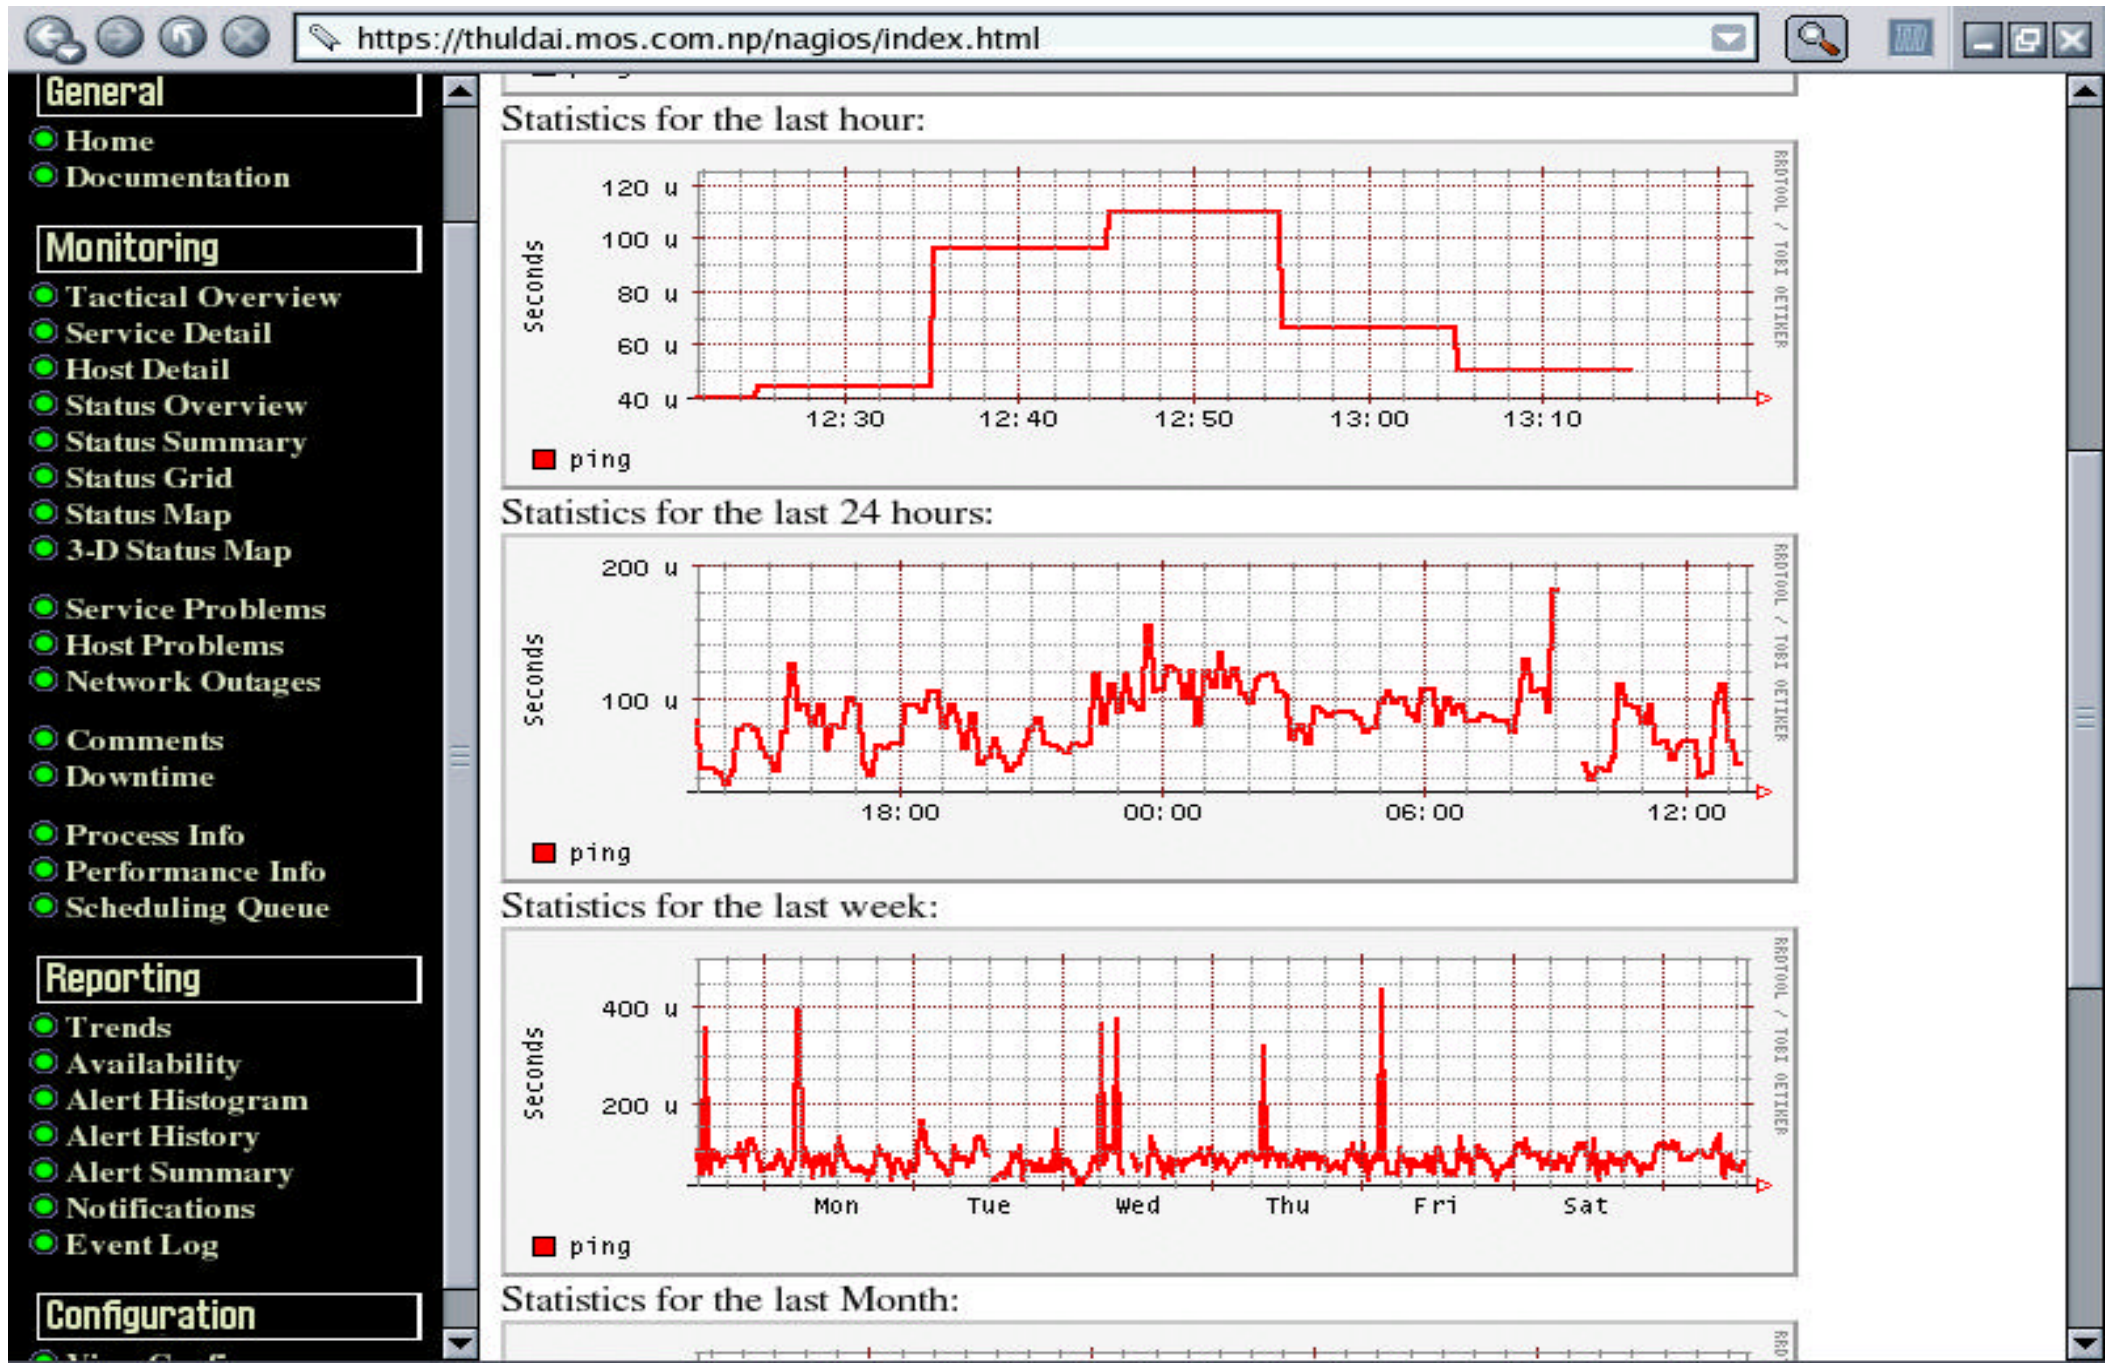 https://thuldai.mos.com.np/nagios/index.html
General
Home
Documentation
Monitoring
Tactical Overview
Service Detail
Host Detail
Status Overview
Status Summary
Status Grid
Status Map
3-D Status Map
Service Problems
Host Problems
Network Outages
Comments
Downtime
Process Info
Performance Info
Scheduling Queue
Reporting
Trends
Availability
Alert Histogram
Alert History
Alert Summary
Notifications
Event Log
Configuration
Statistics for the last hour:
RRDTOOL / TOBI OETIKER
Seconds
120 u
100 u
80 u
60 u
40 u
12:30 12:40 12:50 13:00 13:10
ping
Statistics for the last 24 hours:
RRDTOOL / TOBI OETIKER
Seconds
200 u
100 u
18:00 00:00 06:00 12:00
ping
Statistics for the last week:
RRDTOOL / TOBI OETIKER
Seconds
400 u
200 u
Mon Tue Wed Thu Fri Sat
ping
Statistics for the last Month: